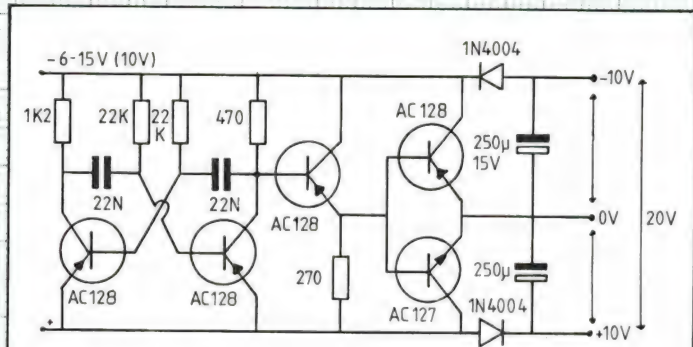 1N4004
–6-15V (10V)
–10V
1K2
22K
22
K
470
AC128
250µ
15V
22N
22N
AC128
0V
20V
270
250µ
AC128
AC128
AC127
1N4004
+
+10V